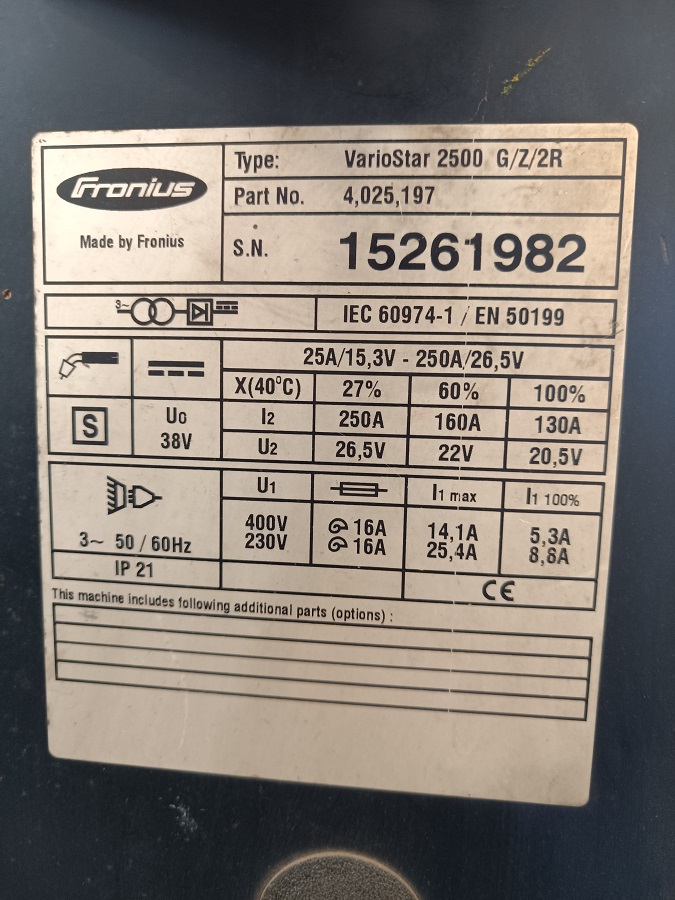 Fronius
Made by Fronius
Type: VarioStar 2500 G/Z/2R
Part No. 4,025,197
S.N. 15261982
3~
IEC 60974-1 / EN 50199
25A/15,3V - 250A/26,5V
X(40°C) 27% 60% 100%
S
U0
38V
I2 250A 160A 130A
U2 26,5V 22V 20,5V
U1 I1 max I1 100%
3~ 50 / 60Hz
400V 16A 14,1A 5,3A
230V 16A 25,4A 8,8A
IP 21
CE
This machine includes following additional parts (options) :